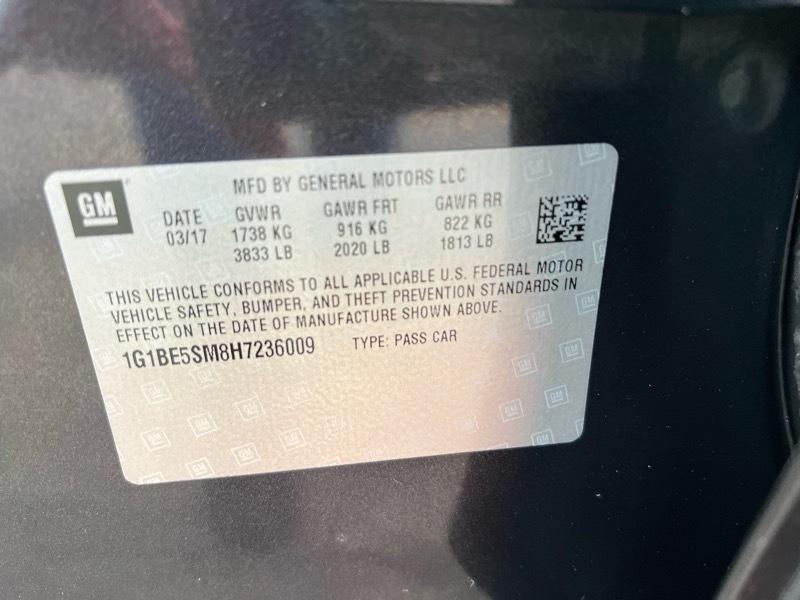 GM
MFD BY GENERAL MOTORS LLC
DATE GVWR GAWR FRT GAWR RR
03/17 1738 KG 916 KG 822 KG
3833 LB 2020 LB 1813 LB
THIS VEHICLE CONFORMS TO ALL APPLICABLE U.S. FEDERAL MOTOR
VEHICLE SAFETY, BUMPER, AND THEFT PREVENTION STANDARDS IN
EFFECT ON THE DATE OF MANUFACTURE SHOWN ABOVE.
1G1BE5SM8H7236009 TYPE: PASS CAR